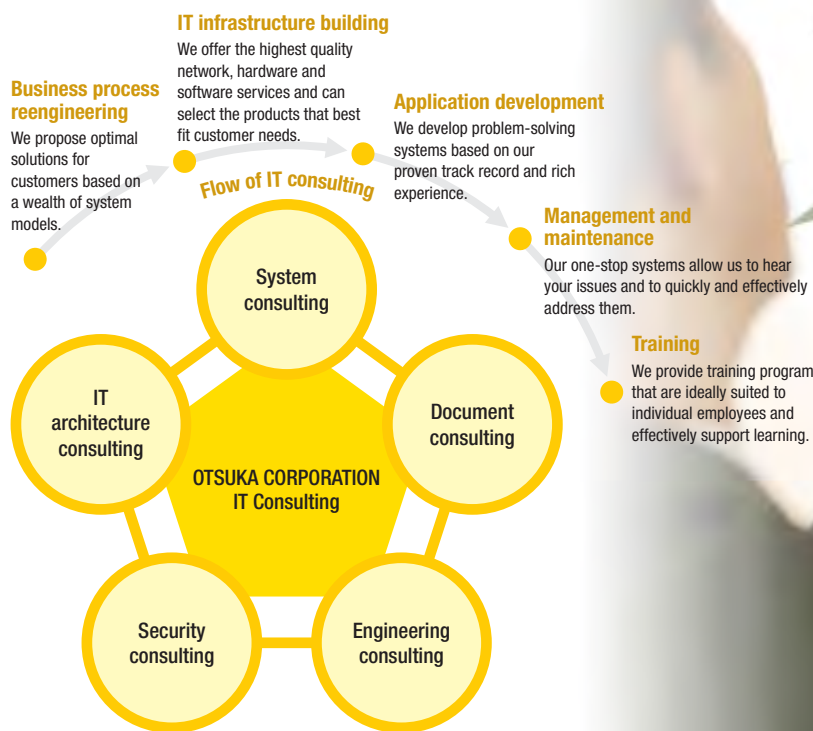 IT infrastructure building
We offer the highest quality
network, hardware and
software services and can
select the products that best
fit customer needs.
Business process
reengineering
We propose optimal
solutions for
customers based on
a wealth of system
models.
Application development
We develop problem-solving
systems based on our
proven track record and rich
experience.
Management and
maintenance
Our one-stop systems allow us to hear
your issues and to quickly and effectively
address them.
Training
We provide training program
that are ideally suited to
individual employees and
effectively support learning.
Flow of IT consulting
System
consulting
IT
architecture
consulting
Document
consulting
OTSUKA CORPORATION
IT Consulting
Security
consulting
Engineering
consulting